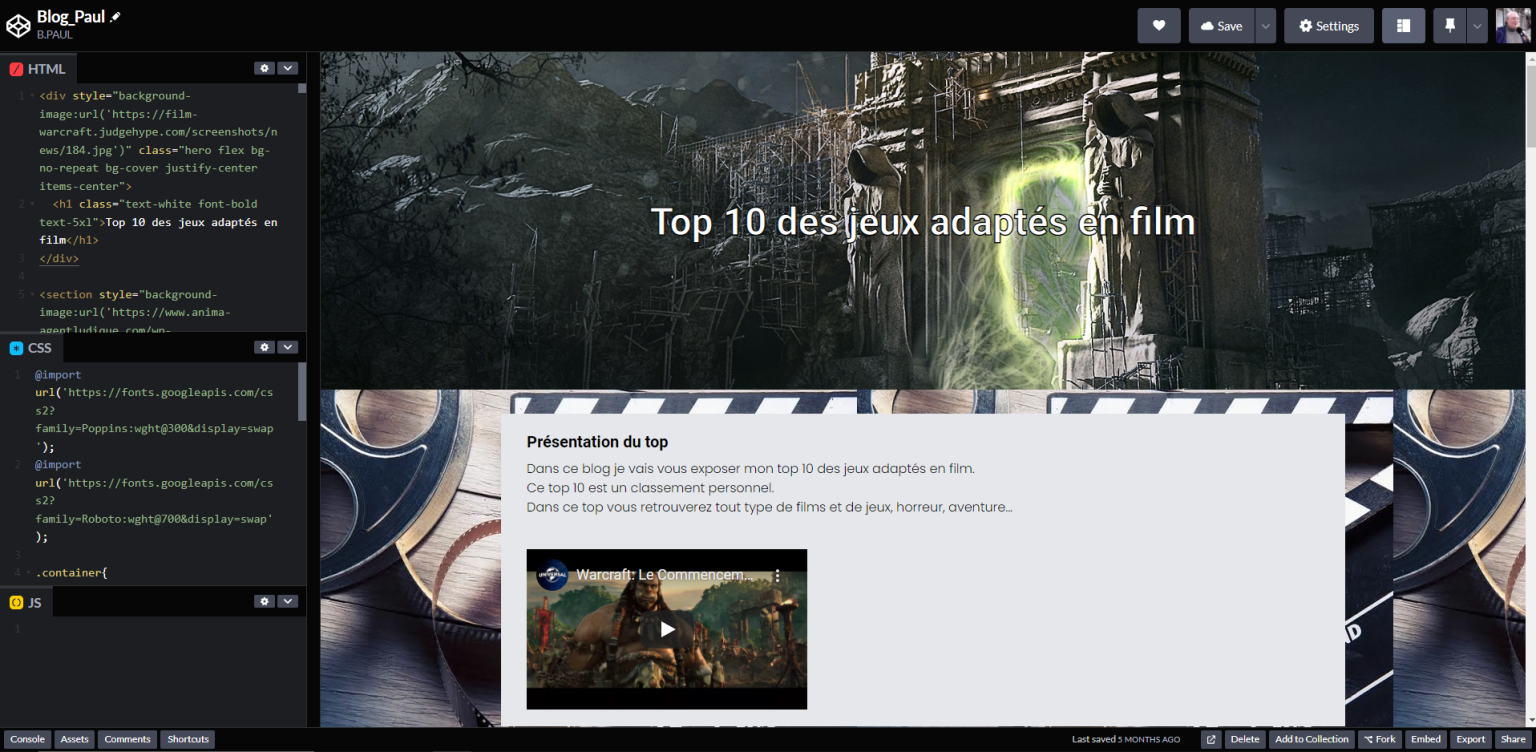 Blog_Paul
B.PAUL
Save
Settings
HTML
1 <div style="background-
image:url('https://film-
warcraft.judgehype.com/screenshots/n
ews/184.jpg')" class="hero flex bg-
no-repeat bg-cover justify-center
items-center">
2 <h1 class="text-white font-bold
text-5xl">Top 10 des jeux adaptés en
film</h1>
3 </div>
4
5 <section style="background-
image:url('https://www.anima-
agentludique.com/wp-
CSS
1 @import
url('https://fonts.googleapis.com/cs
s2?
family=Poppins:wght@300&display=swap
');
2 @import
url('https://fonts.googleapis.com/cs
s2?
family=Roboto:wght@700&display=swap'
);
3
4 .container{
JS
1
Top 10 des jeux adaptés en film
Présentation du top
Dans ce blog je vais vous exposer mon top 10 des jeux adaptés en film.
Ce top 10 est un classement personnel.
Dans ce top vous retrouverez tout type de films et de jeux, horreur, aventure...
UNIVERSAL
Warcraft: Le Commencem...
Console
Assets
Comments
Shortcuts
Last saved 5 MONTHS AGO
Delete
Add to Collection
Fork
Embed
Export
Share